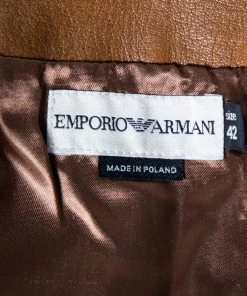 EMPORIO ARMANI
size
42
MADE IN POLAND